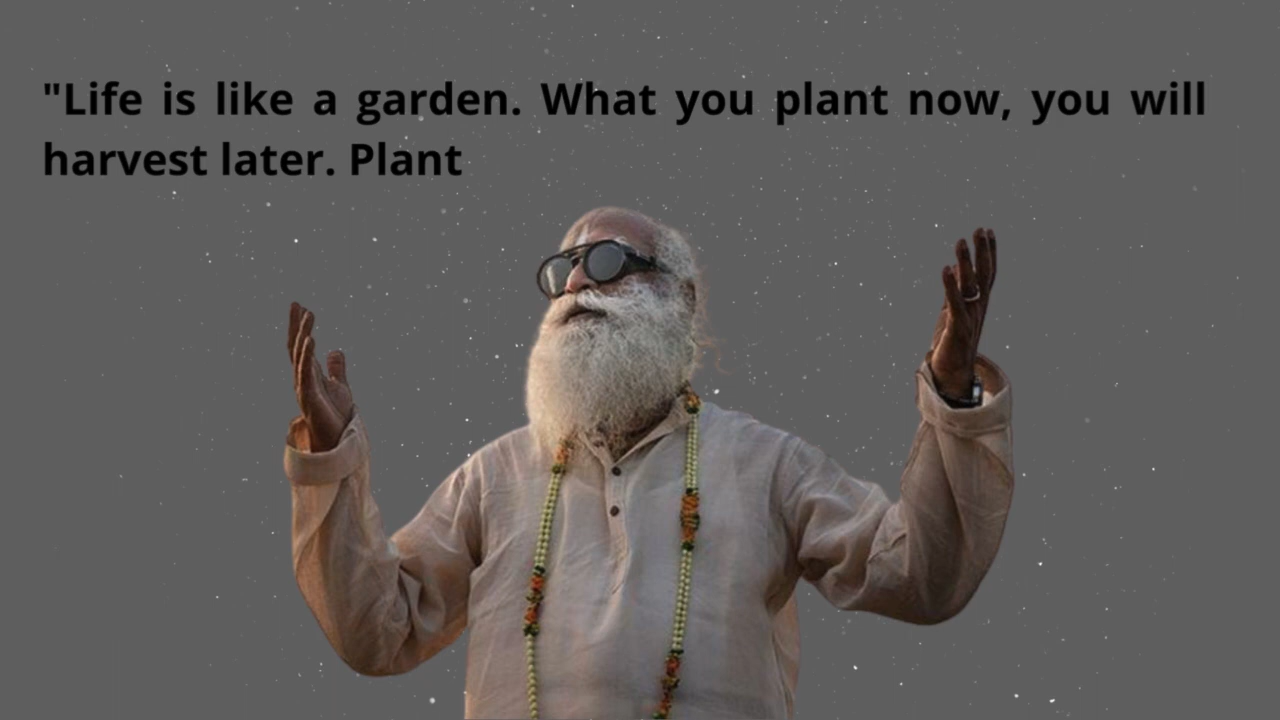 "Life is like a garden. What you plant now, you will
harvest later. Plant